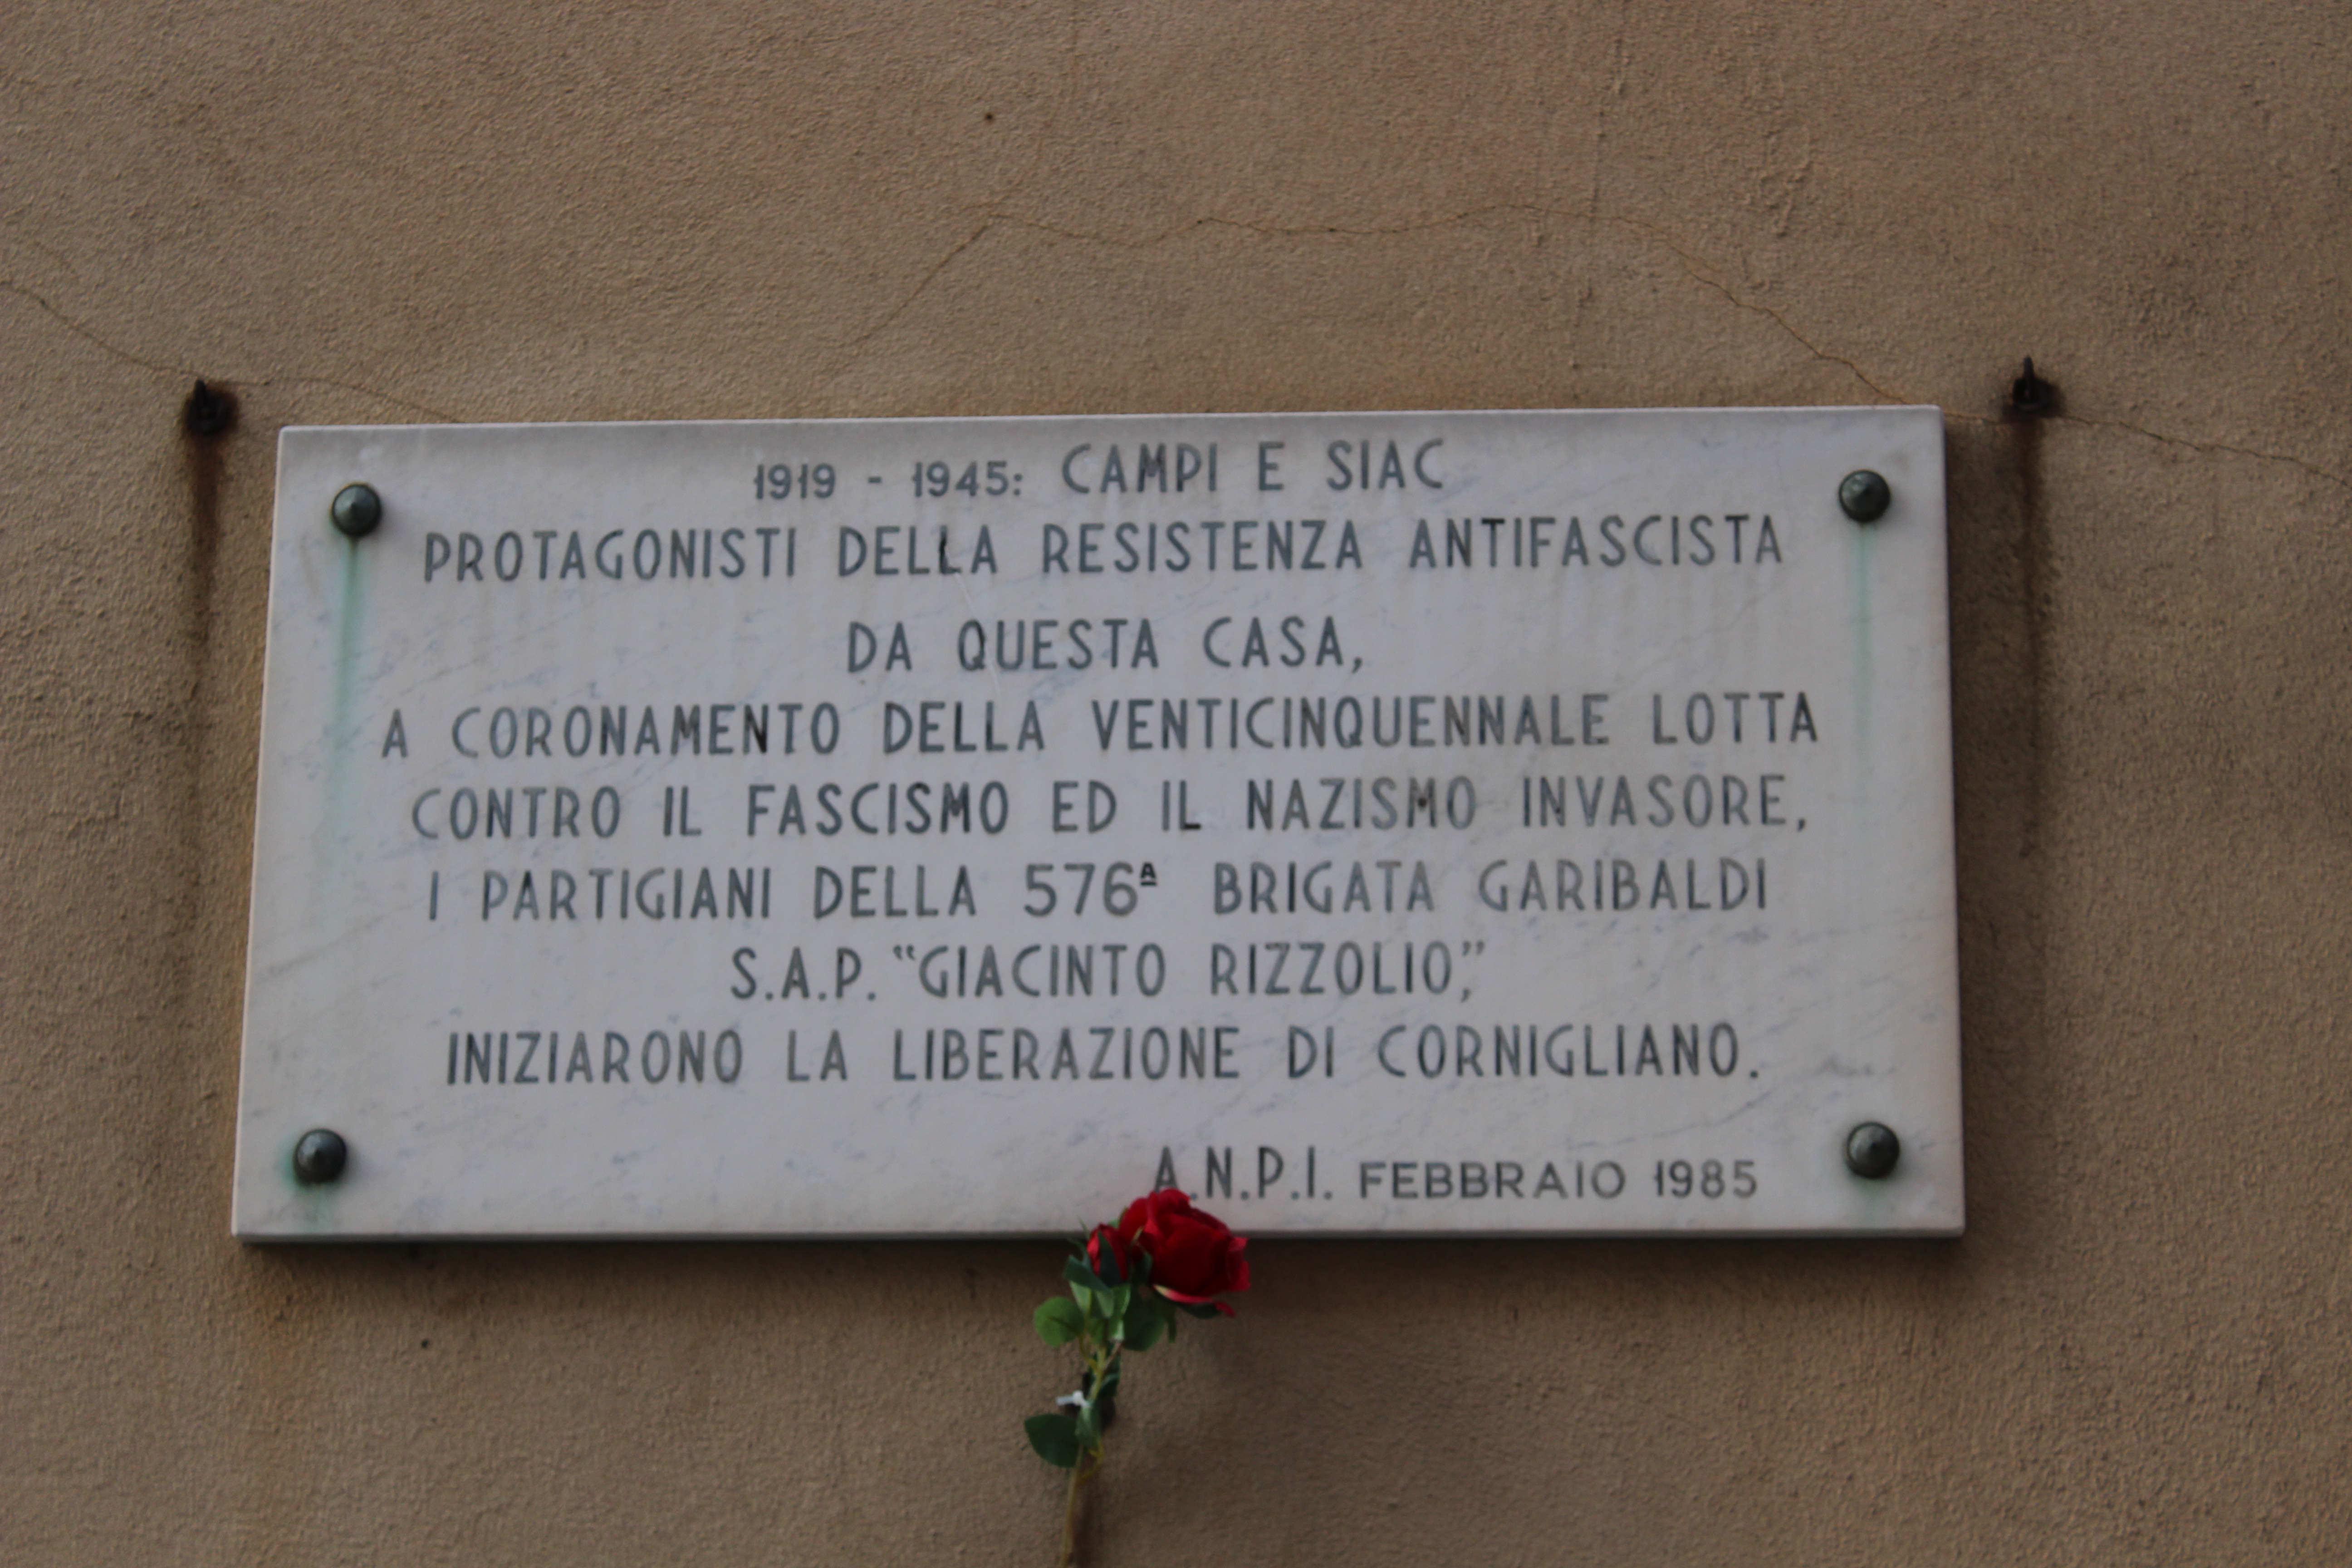 1919 - 1945: CAMPI E SIAC
PROTAGONISTI DELLA RESISTENZA ANTIFASCISTA
DA QUESTA CASA,
A CORONAMENTO DELLA VENTICINQUENNALE LOTTA
CONTRO IL FASCISMO ED IL NAZISMO INVASORE,
I PARTIGIANI DELLA 576ª BRIGATA GARIBALDI
S.A.P. “GIACINTO RIZZOLIO”,
INIZIARONO LA LIBERAZIONE DI CORNIGLIANO.
A.N.P.I. FEBBRAIO 1985